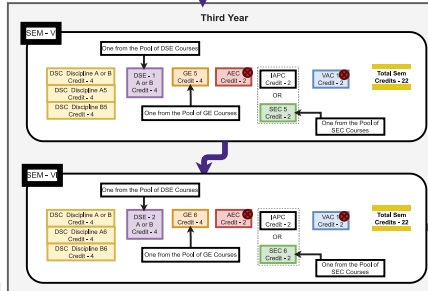 Third Year
SEM - V
One from the Pool of DSE Courses
DSC Discipline A or B
Credit - 4
DSC Discipline A5
Credit - 4
DSC Discipline B5
Credit - 4
DSE - 1
A or B
Credit - 4
GE 5
Credit - 4
AEC
Credit - 2
IAPC
Credit - 2
OR
SEC 5
Credit - 2
VAC 1
Credit - 2
Total Sem
Credits - 22
One from the Pool of GE Courses
One from the Pool of
SEC Courses
SEM - VI
One from the Pool of DSE Courses
DSC Discipline A or B
Credit - 4
DSC Discipline A6
Credit - 4
DSC Discipline B6
Credit - 4
DSE - 2
A or B
Credit - 4
GE 6
Credit - 4
AEC
Credit - 2
IAPC
Credit - 2
OR
SEC 6
Credit - 2
VAC 1
Credit - 2
Total Sem
Credits - 22
One from the Pool of GE Courses
One from the Pool of
SEC Courses